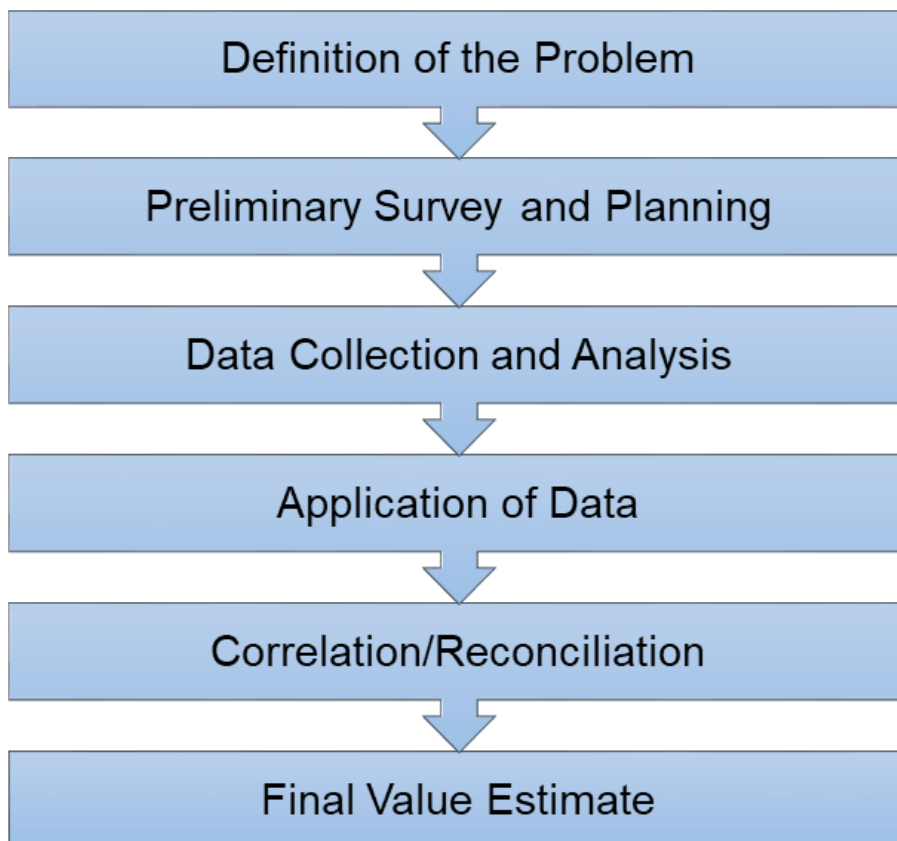 Definition of the Problem
Preliminary Survey and Planning
Data Collection and Analysis
Application of Data
Correlation/Reconciliation
Final Value Estimate